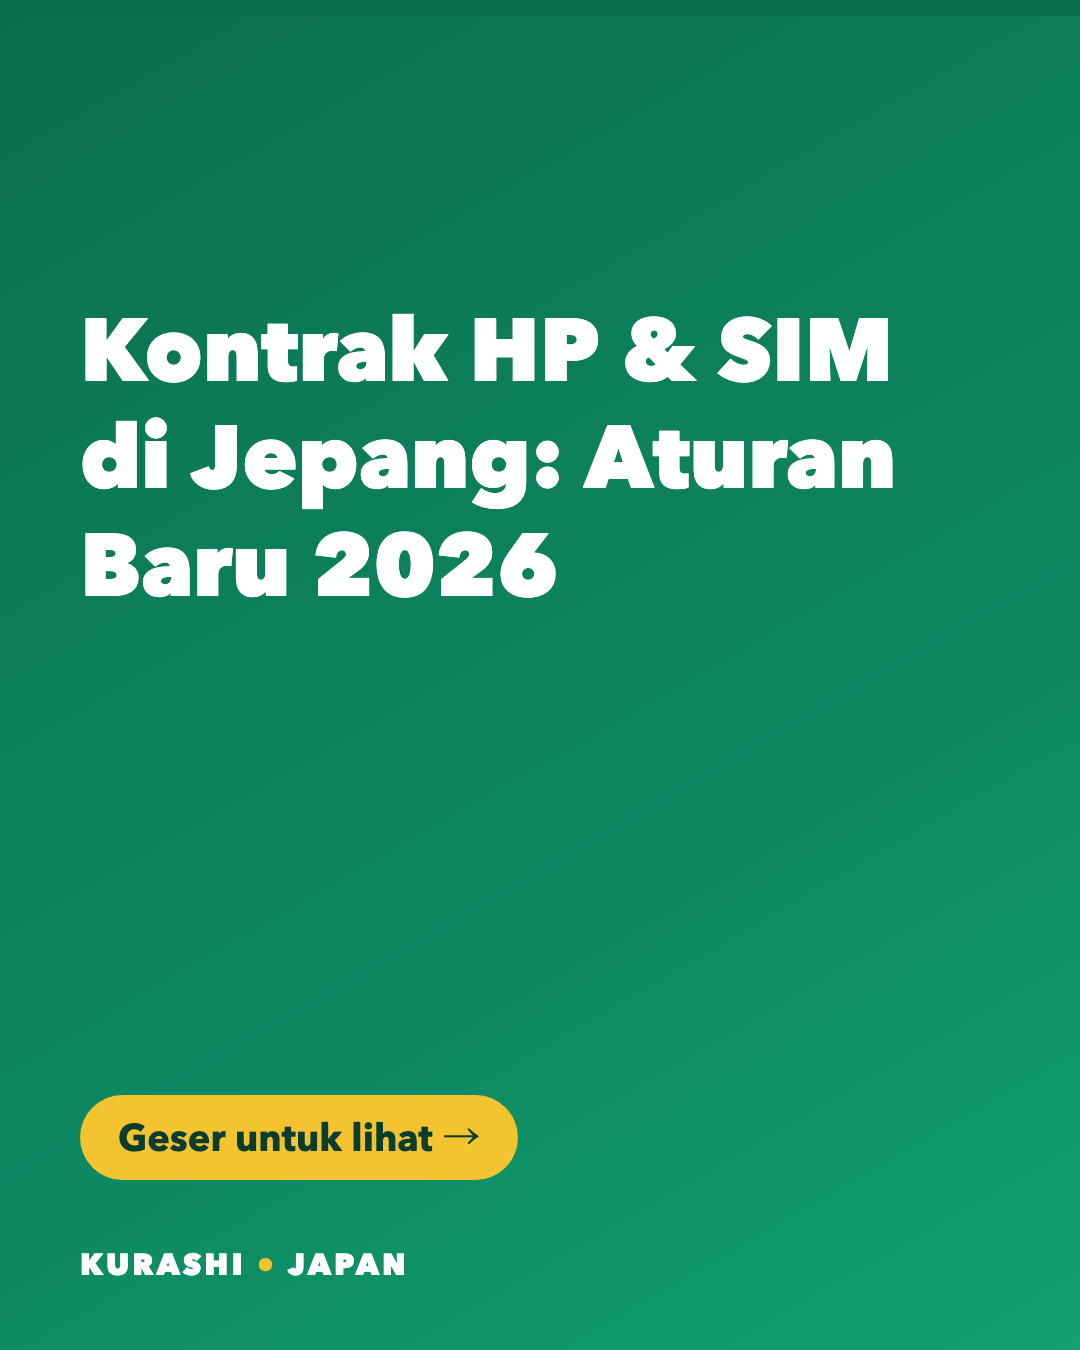 Kontrak HP & SIM
di Jepang: Aturan
Baru 2026
Geser untuk lihat →
KURASHI • JAPAN